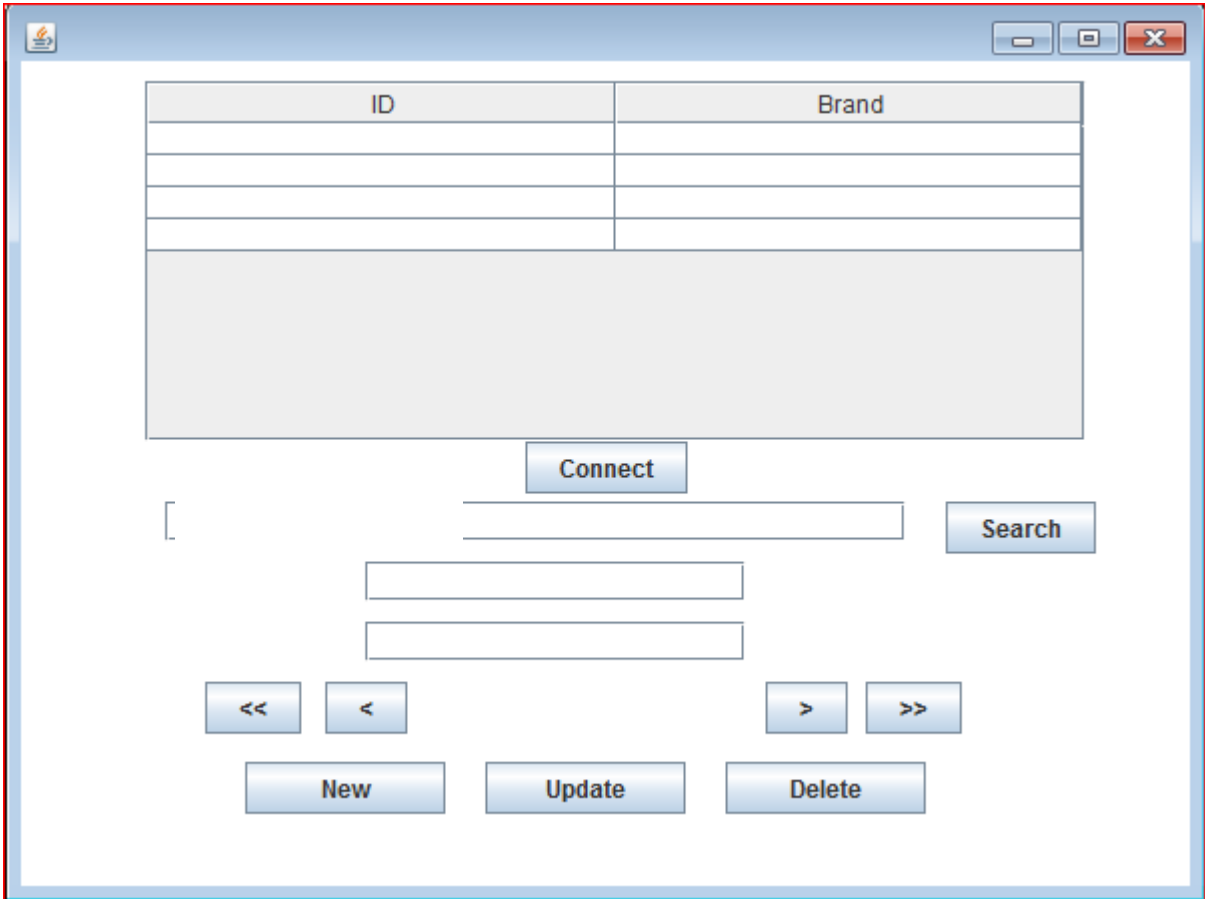 ID Brand
Connect
Search
<< < > >>
New Update Delete